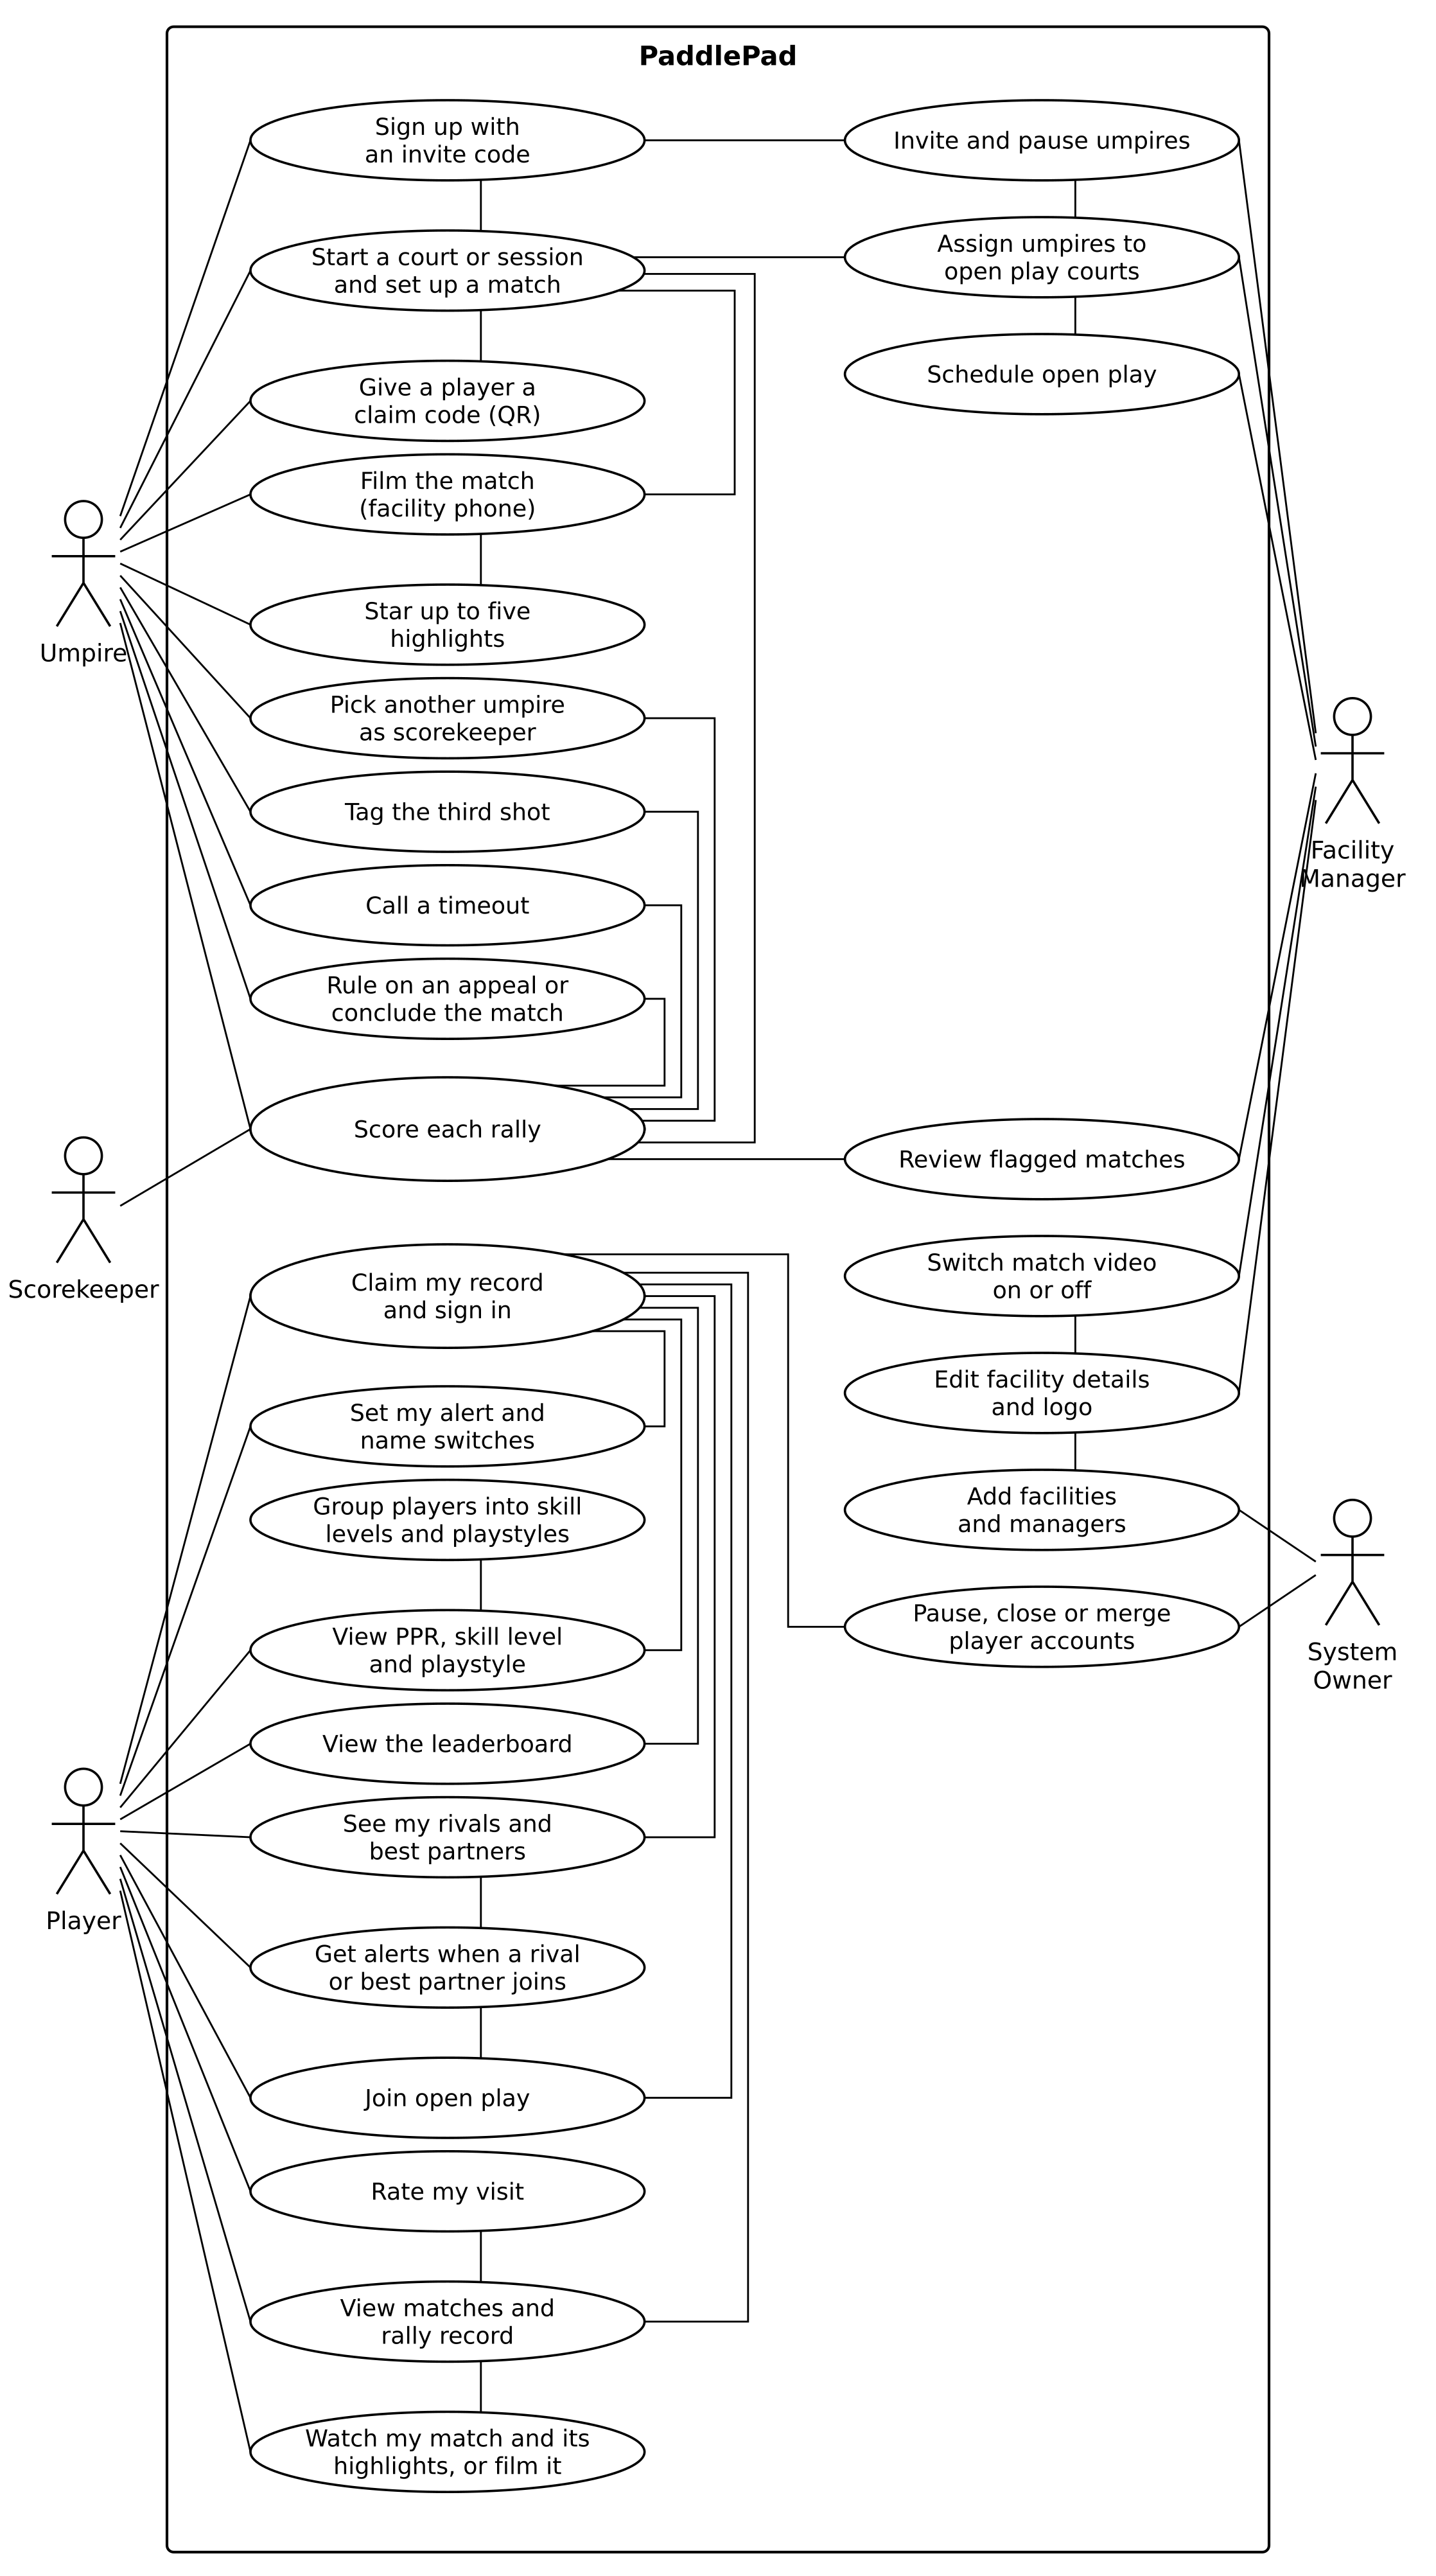 PaddlePad
Sign up with
an invite code
Invite and pause umpires
Start a court or session
and set up a match
Assign umpires to
open play courts
Give a player a
claim code (QR)
Schedule open play
Film the match
(facility phone)
Star up to five
highlights
Umpire
Pick another umpire
as scorekeeper
Tag the third shot
Facility
Manager
Call a timeout
Rule on an appeal or
conclude the match
Score each rally
Review flagged matches
Scorekeeper
Claim my record
and sign in
Switch match video
on or off
Set my alert and
name switches
Edit facility details
and logo
Group players into skill
levels and playstyles
Add facilities
and managers
View PPR, skill level
and playstyle
Pause, close or merge
player accounts
System
Owner
View the leaderboard
See my rivals and
best partners
Player
Get alerts when a rival
or best partner joins
Join open play
Rate my visit
View matches and
rally record
Watch my match and its
highlights, or film it